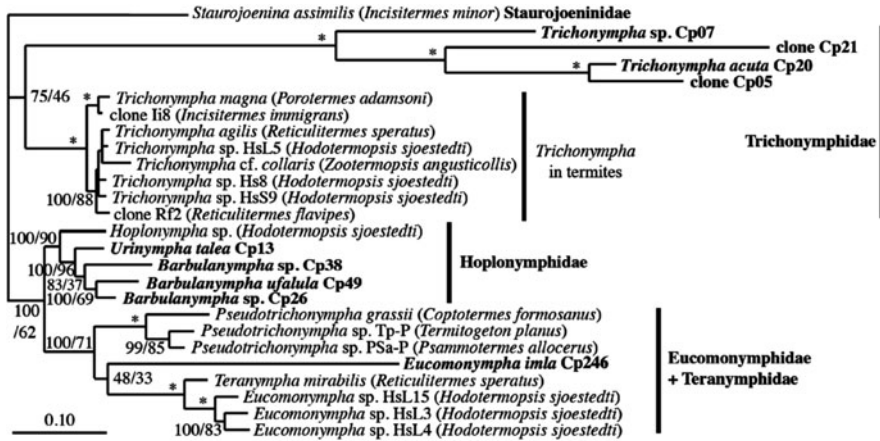 Staurojoenina assimilis (Incisitermes minor) Staurojoeninidae
* Trichonympha sp. Cp07
clone Cp21
* * Trichonympha acuta Cp20
clone Cp05
75/46 * Trichonympha magna (Porotermes adamsoni)
clone Ii8 (Incisitermes immigrans)
Trichonympha agilis (Reticulitermes speratus)
* Trichonympha sp. HsL5 (Hodotermopsis sjoestedti)
Trichonympha cf. collaris (Zootermopsis angusticollis)
Trichonympha sp. Hs8 (Hodotermopsis sjoestedti)
100/88 Trichonympha sp. HsS9 (Hodotermopsis sjoestedti)
clone Rf2 (Reticulitermes flavipes)
Trichonympha
in termites
Trichonymphidae
100/90 Hoplonympha sp. (Hodotermopsis sjoestedti)
Urinympha talea Cp13
100/96 Barbulanympha sp. Cp38
83/37 Barbulanympha ufalula Cp49
100/69 Barbulanympha sp. Cp26
Hoplonymphidae
100
/62
* Pseudotrichonympha grassii (Coptotermes formosanus)
100/71 Pseudotrichonympha sp. Tp-P (Termitogeton planus)
99/85 Pseudotrichonympha sp. PSa-P (Psammotermes allocerus)
Eucomonympha imla Cp246
48/33 * Teranympha mirabilis (Reticulitermes speratus)
* Eucomonympha sp. HsL15 (Hodotermopsis sjoestedti)
Eucomonympha sp. HsL3 (Hodotermopsis sjoestedti)
100/83 Eucomonympha sp. HsL4 (Hodotermopsis sjoestedti)
Eucomonymphidae
+ Teranymphidae
0.10